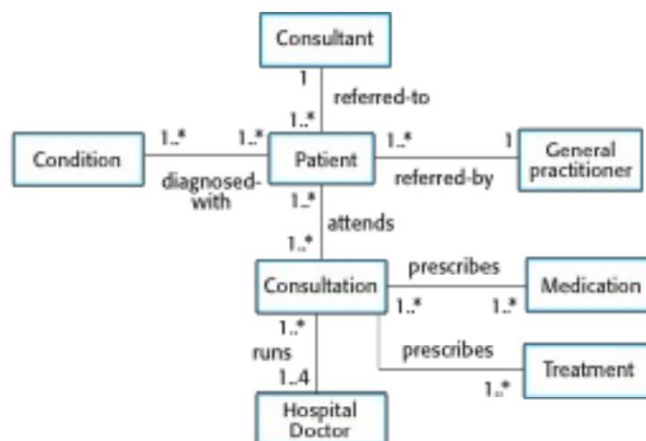 Consultant
1
referred-to
1..*
Condition
1..*
1..*
Patient
1..*
1
General
practitioner
diagnosed-
with
referred-by
1..*
attends
1..*
Consultation
prescribes
Medication
1..*
1..*
1..*
runs
prescribes
Treatment
1..4
1..*
Hospital
Doctor